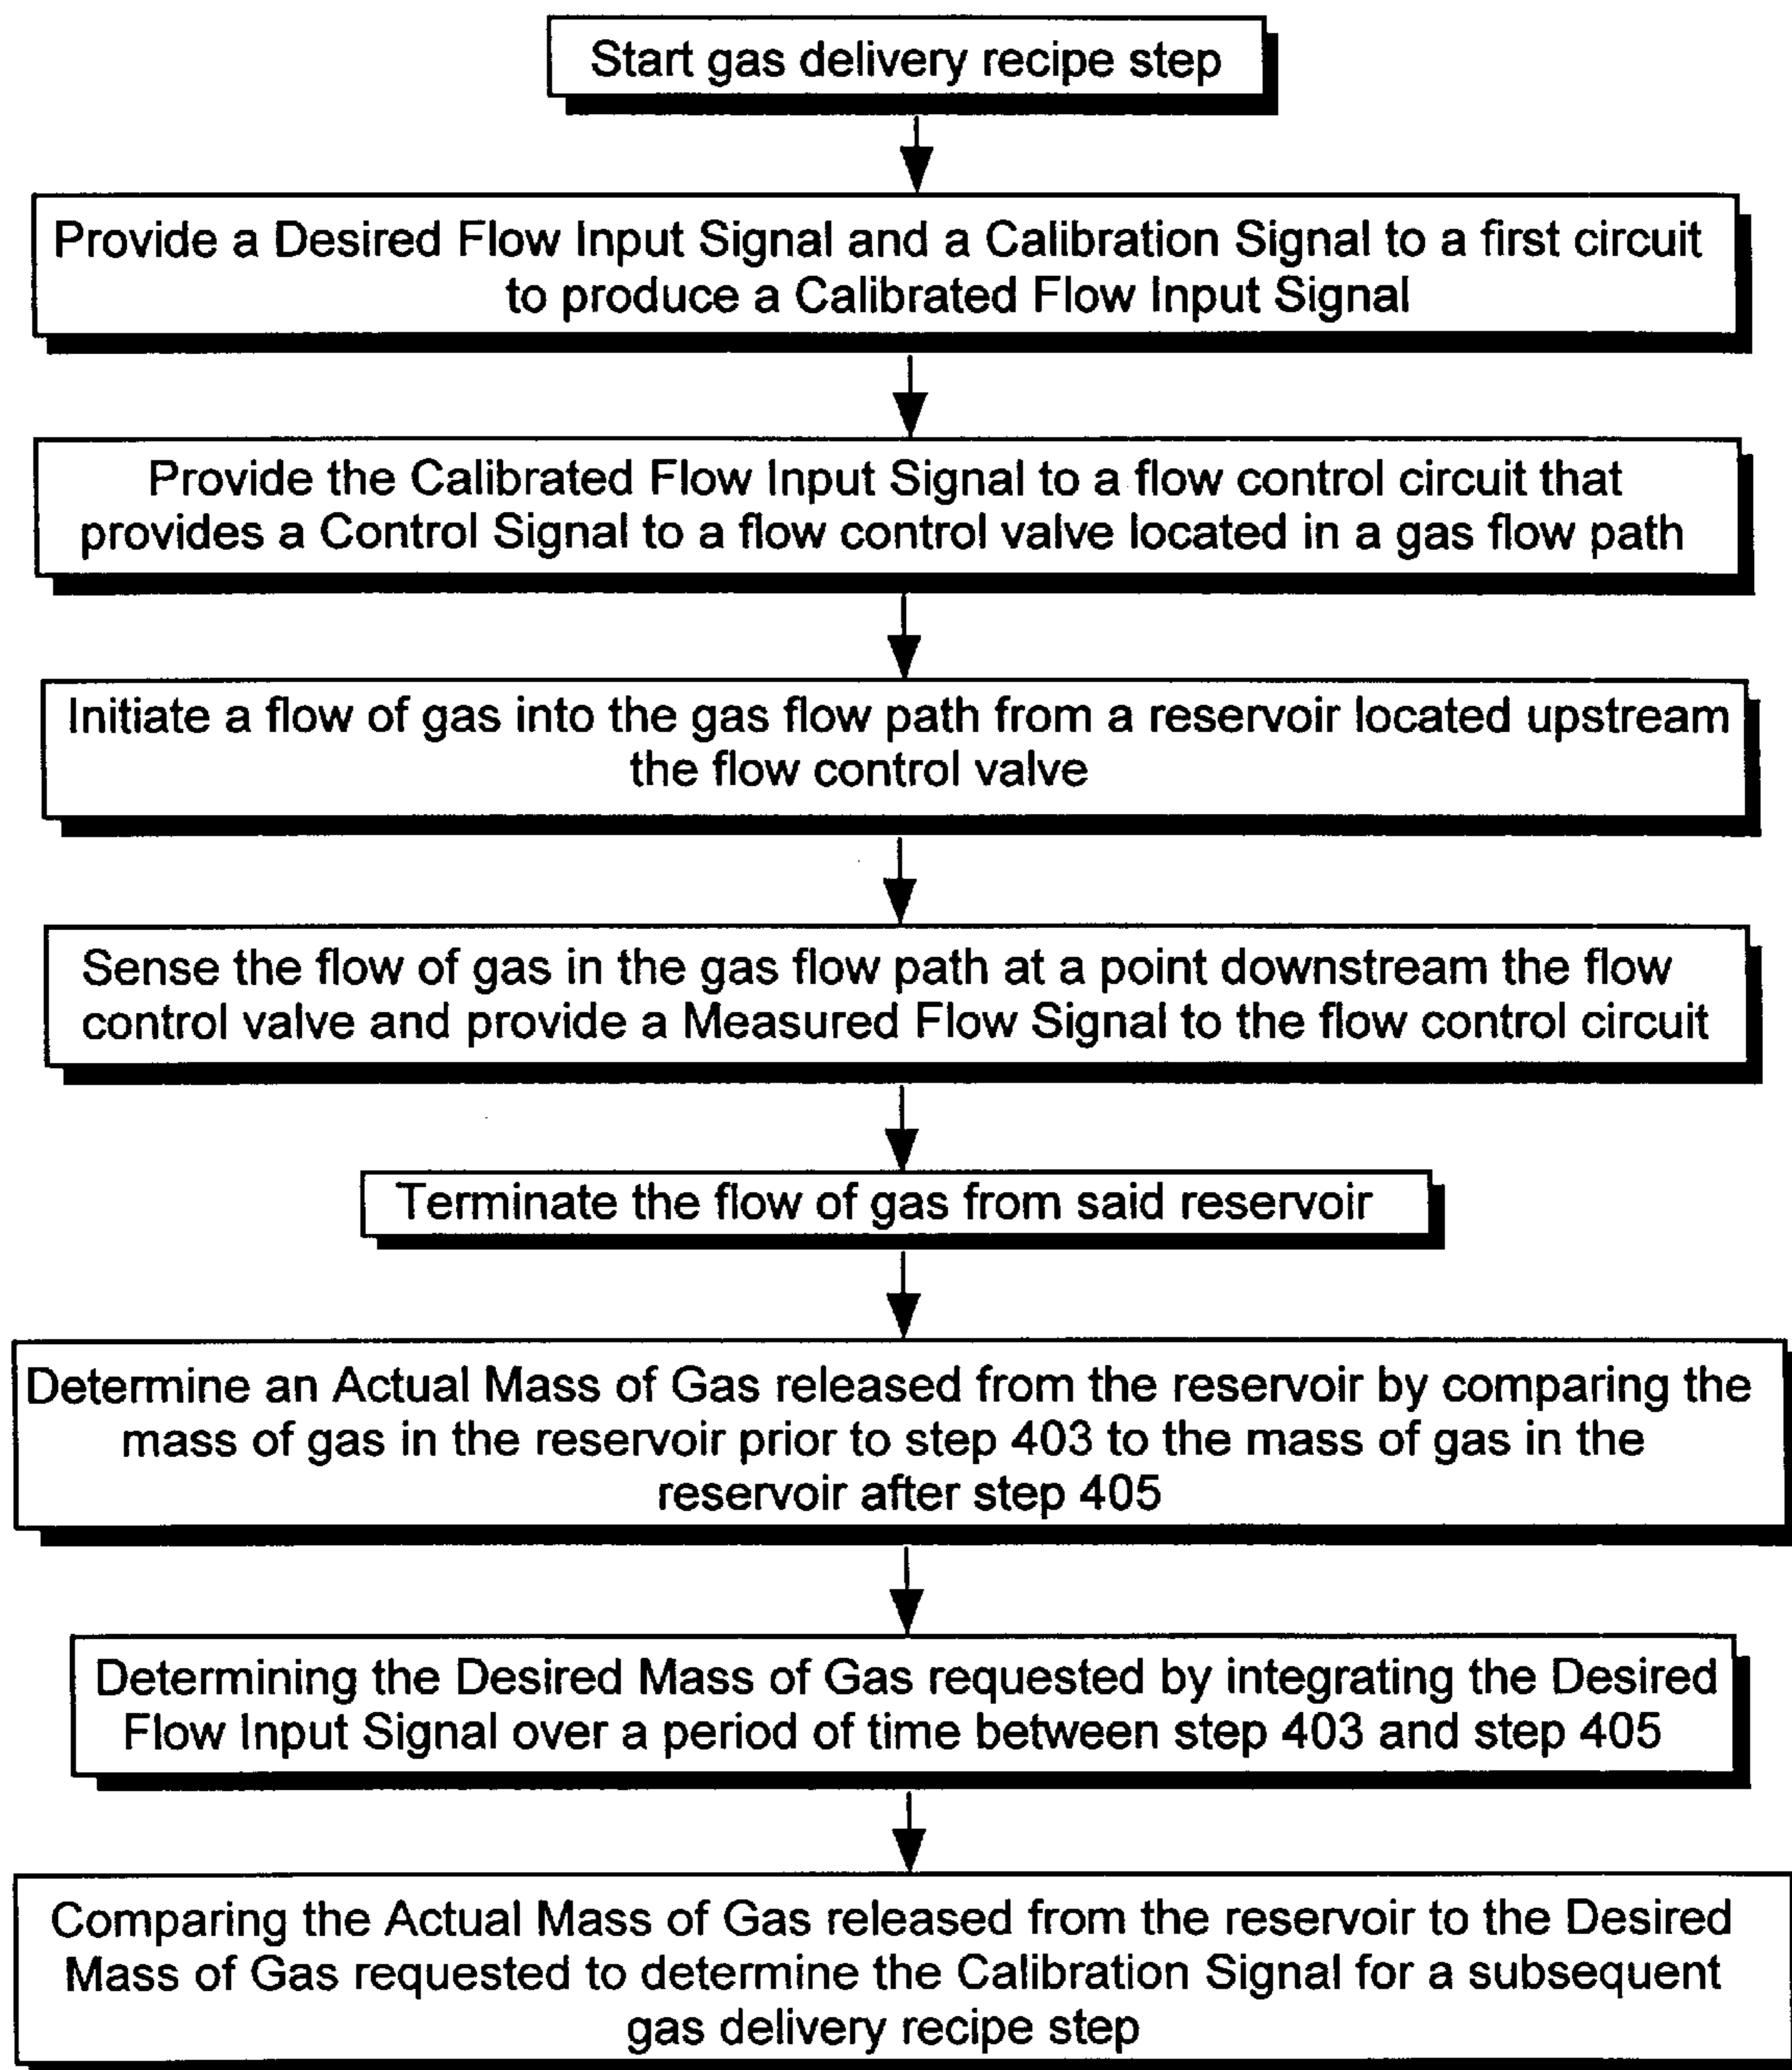 Start gas delivery recipe step
Provide a Desired Flow Input Signal and a Calibration Signal to a first circuit
to produce a Calibrated Flow Input Signal
Provide the Calibrated Flow Input Signal to a flow control circuit that
provides a Control Signal to a flow control valve located in a gas flow path
Initiate a flow of gas into the gas flow path from a reservoir located upstream
the flow control valve
Sense the flow of gas in the gas flow path at a point downstream the flow
control valve and provide a Measured Flow Signal to the flow control circuit
Terminate the flow of gas from said reservoir
Determine an Actual Mass of Gas released from the reservoir by comparing the
mass of gas in the reservoir prior to step 403 to the mass of gas in the
reservoir after step 405
Determining the Desired Mass of Gas requested by integrating the Desired
Flow Input Signal over a period of time between step 403 and step 405
Comparing the Actual Mass of Gas released from the reservoir to the Desired
Mass of Gas requested to determine the Calibration Signal for a subsequent
gas delivery recipe step